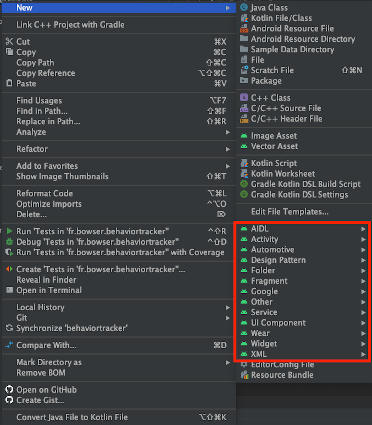 New
Link C++ Project with Gradle
Cut ⌘X
Copy ⌘C
Copy Path ⇧⌘C
Copy Reference ⌥⇧⌘C
Paste ⌘V
Find Usages ⌥F7
Find in Path... ⇧⌘F
Replace in Path... ⇧⌘R
Analyze
Refactor
Add to Favorites
Show Image Thumbnails ⇧⌘T
Reformat Code ⌥⌘L
Optimize Imports ^⌥O
Delete... ⌦
Run 'Tests in 'fr.bowser.behaviortracker'' ^⇧R
Debug 'Tests in 'fr.bowser.behaviortracker'' ^⇧D
Run 'Tests in 'fr.bowser.behaviortracker'' with Coverage
Create 'Tests in 'fr.bowser.behaviortracker''...
Reveal in Finder
Open in Terminal
Local History
Git
Synchronize 'behaviortracker'
Compare With... ⌘D
Mark Directory as
Remove BOM
Open on GitHub
Create Gist...
Convert Java File to Kotlin File ⌥⇧⌘K
Java Class
Kotlin File/Class
Android Resource File
Android Resource Directory
Sample Data Directory
File
Scratch File ⇧⌘N
Package
C++ Class
C/C++ Source File
C/C++ Header File
Image Asset
Vector Asset
Kotlin Script
Kotlin Worksheet
Gradle Kotlin DSL Build Script
Gradle Kotlin DSL Settings
Edit File Templates...
AIDL
Activity
Automotive
Design Pattern
Folder
Fragment
Google
Other
Service
UI Component
Wear
Widget
XML
EditorConfig File
Resource Bundle